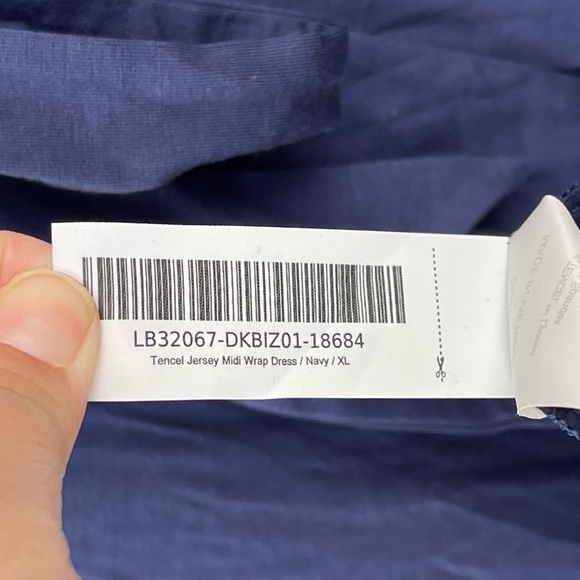 LB32067-DKBIZ01-18684
Tencel Jersey Midi Wrap Dress / Navy / XL